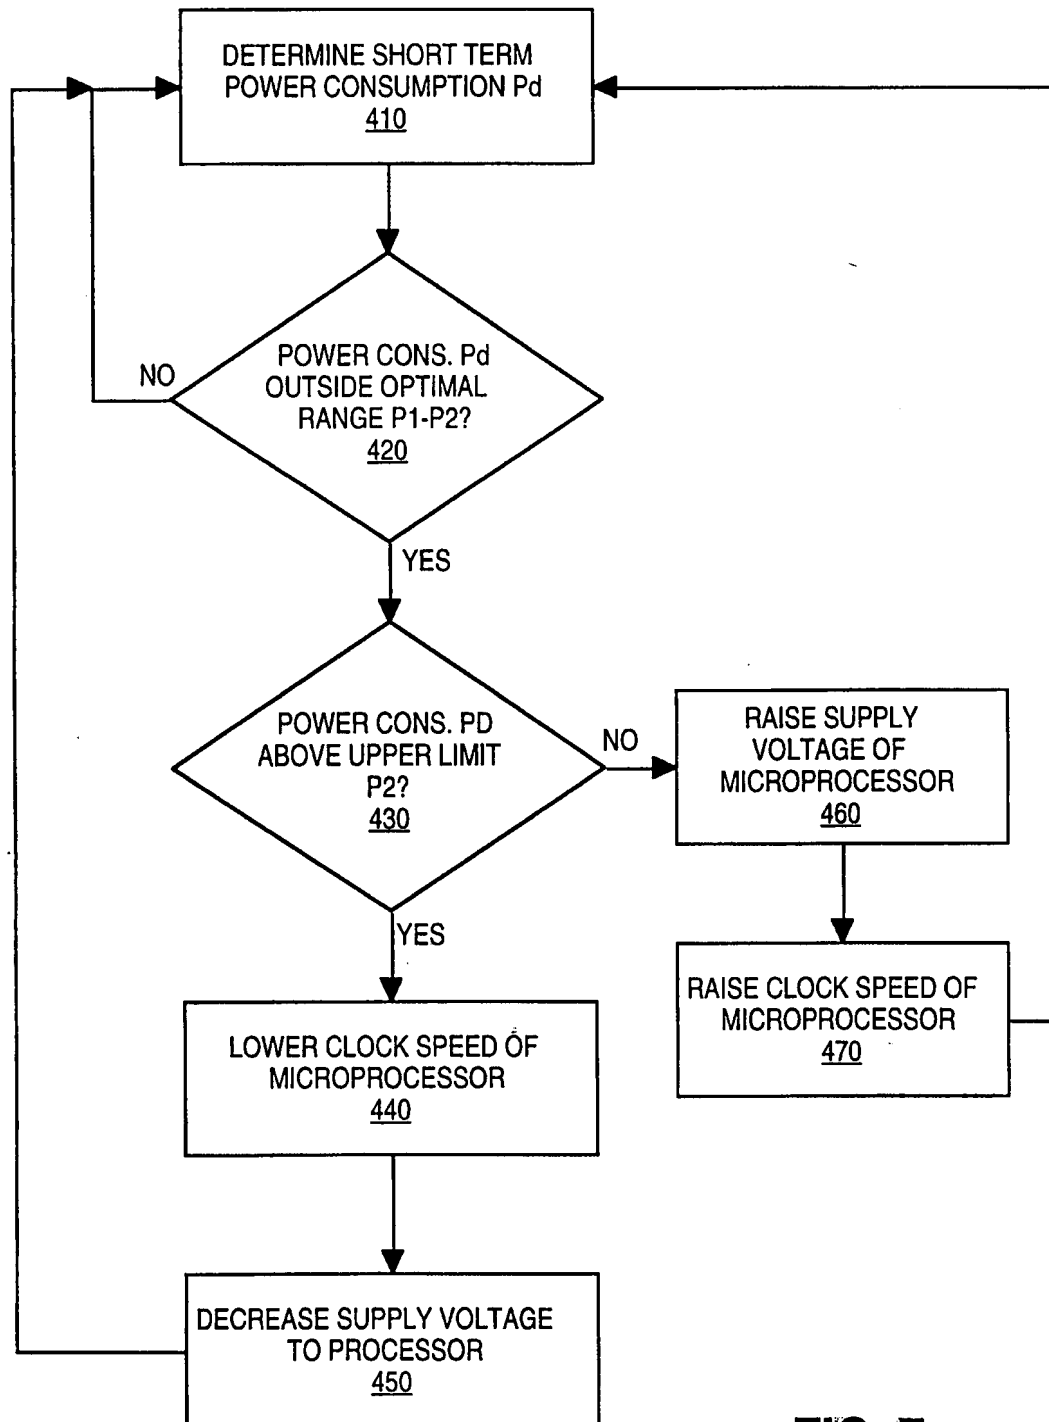 DETERMINE SHORT TERM
POWER CONSUMPTION Pd
410
POWER CONS. Pd
OUTSIDE OPTIMAL
RANGE P1-P2?
420
NO
YES
POWER CONS. PD
ABOVE UPPER LIMIT
P2?
430
NO
RAISE SUPPLY
VOLTAGE OF
MICROPROCESSOR
460
YES
RAISE CLOCK SPEED OF
MICROPROCESSOR
470
LOWER CLOCK SPEED OF
MICROPROCESSOR
440
DECREASE SUPPLY VOLTAGE
TO PROCESSOR
450